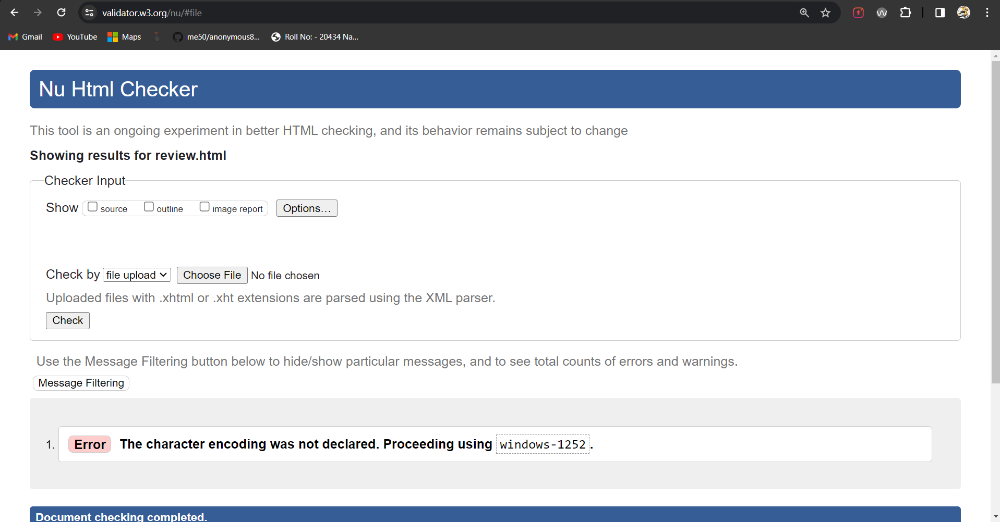 validator.w3.org/nu/#file
Gmail YouTube Maps me50/anonymous8... Roll No: - 20434 Na...
Nu Html Checker
This tool is an ongoing experiment in better HTML checking, and its behavior remains subject to change
Showing results for review.html
Checker Input
Show source outline image report Options...
Check by file upload Choose File No file chosen
Uploaded files with .xhtml or .xht extensions are parsed using the XML parser.
Check
Use the Message Filtering button below to hide/show particular messages, and to see total counts of errors and warnings.
Message Filtering
1. Error The character encoding was not declared. Proceeding using windows-1252.
Document checking completed.